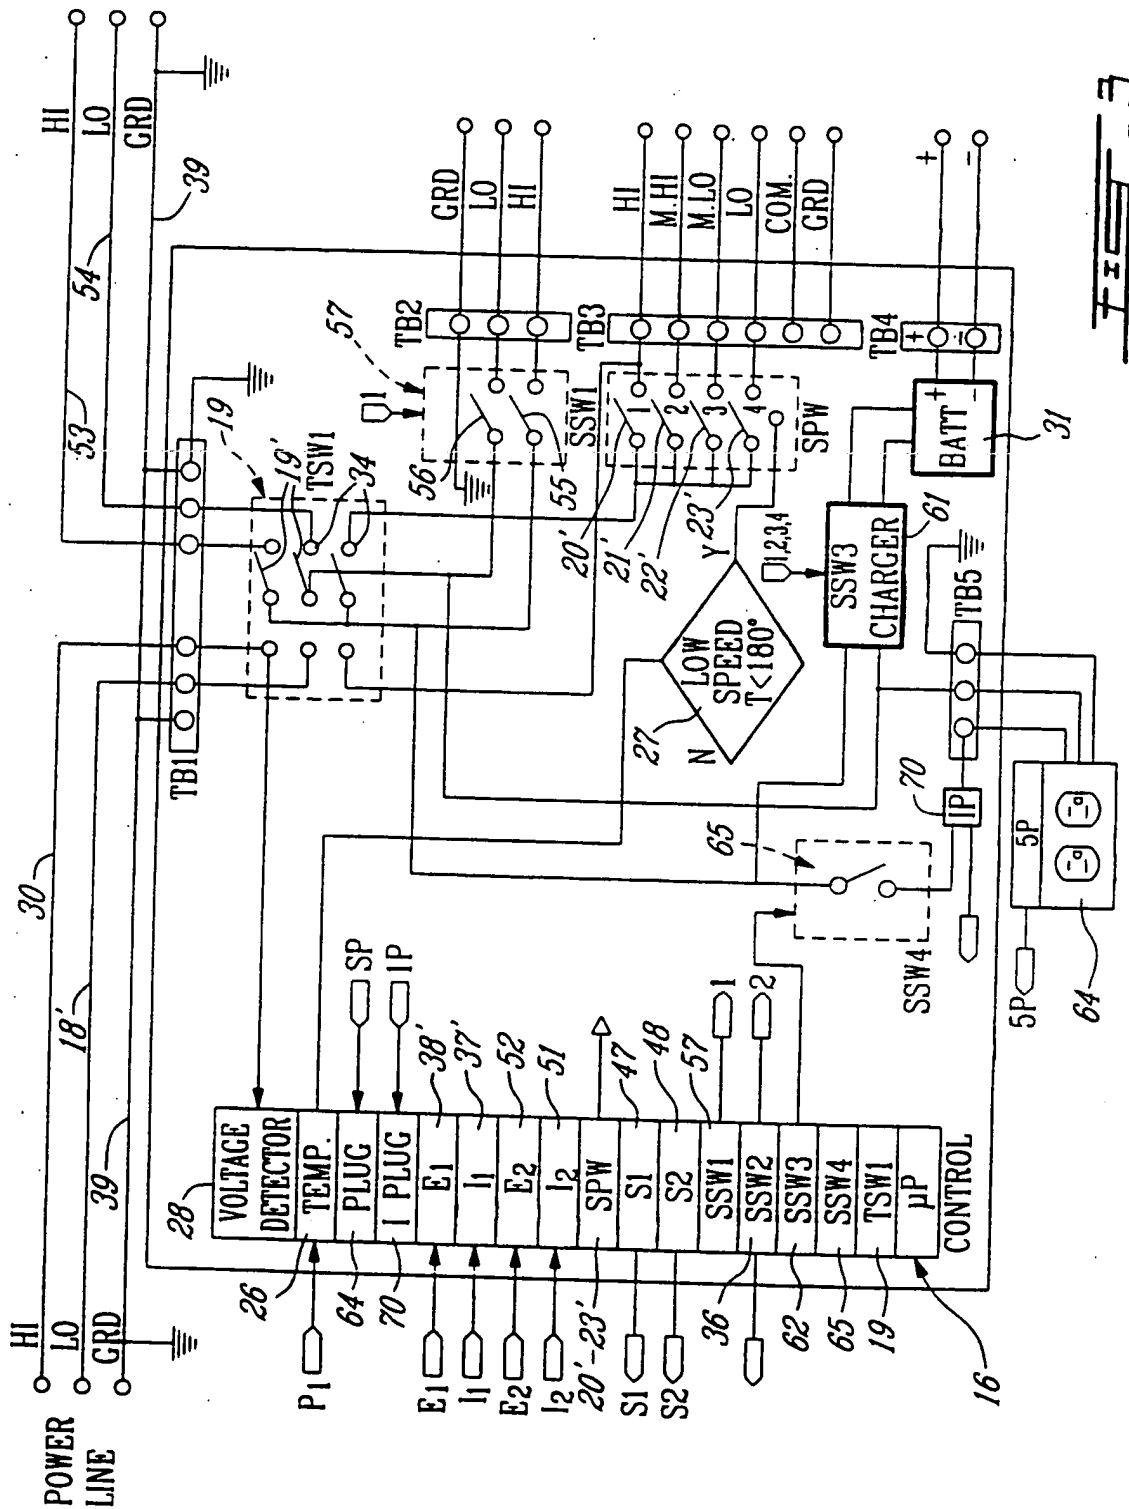 POWER
LINE
HI
LO
GRD
30
18'
39
HI
LO
GRD
53
54
39
TB1
19
19'
TSW1
34
28
VOLTAGE
DETECTOR
TEMP.
PLUG
I PLUG
E1
I1
E2
I2
SPW
S1
S2
SSW1
SSW2
SSW3
SSW4
TSW1
µP
CONTROL
P1
26
64
70
E1
I1
E2
I2
20'-23'
S1
S2
36
62
65
19
16
SP
IP
38'
37'
52
51
47
48
57
1
2
1
57
TB2
GRD
LO
HI
56
55
SSW1
TB3
HI
M.HI
M.LO
LO
COM.
GRD
1
2
3
4
20'
21'
22'
23'
SPW
Y
LOW
SPEED
T<180°
27
N
1,2,3,4
SSW3
CHARGER
61
+
-
BATT
31
TB4
+
=
+
-
TB5
65
SSW4
IP
70
5P
5P
64